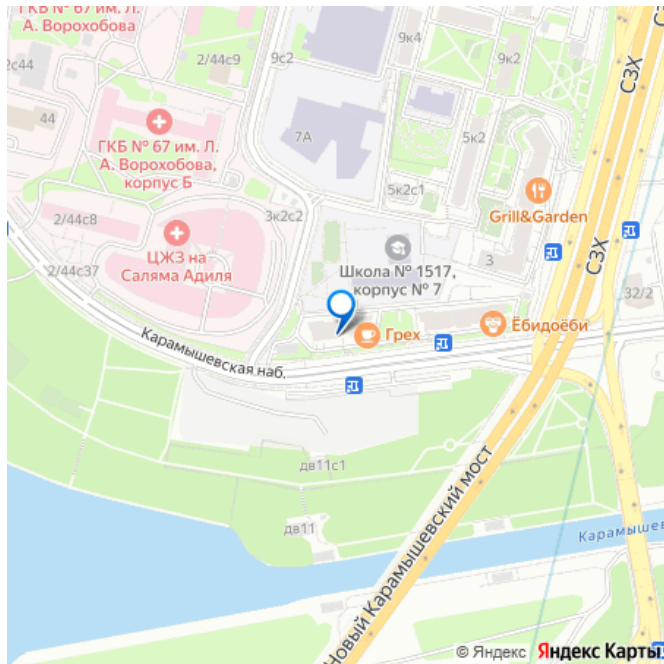 ГКБ № 67 им. Л.
А. Ворохобова
9с2
9к4
9к2
2с44
2/44с9
44
СЗХ
ГКБ № 67 им. Л.
А. Ворохобова,
корпус Б
7А
5к2
5к2с1
Grill&Garden
2/44с8
3к2с2
ЦЖЗ на
Саляма Адиля
2/44с37
Школа № 1517,
корпус № 7
3
СЗХ
32/2
Карамышевская наб.
Грех
Ёбидоёби
дв11с1
дв11
Новый Карамышевский мост
Карамышев
© Яндекс Яндекс Карты